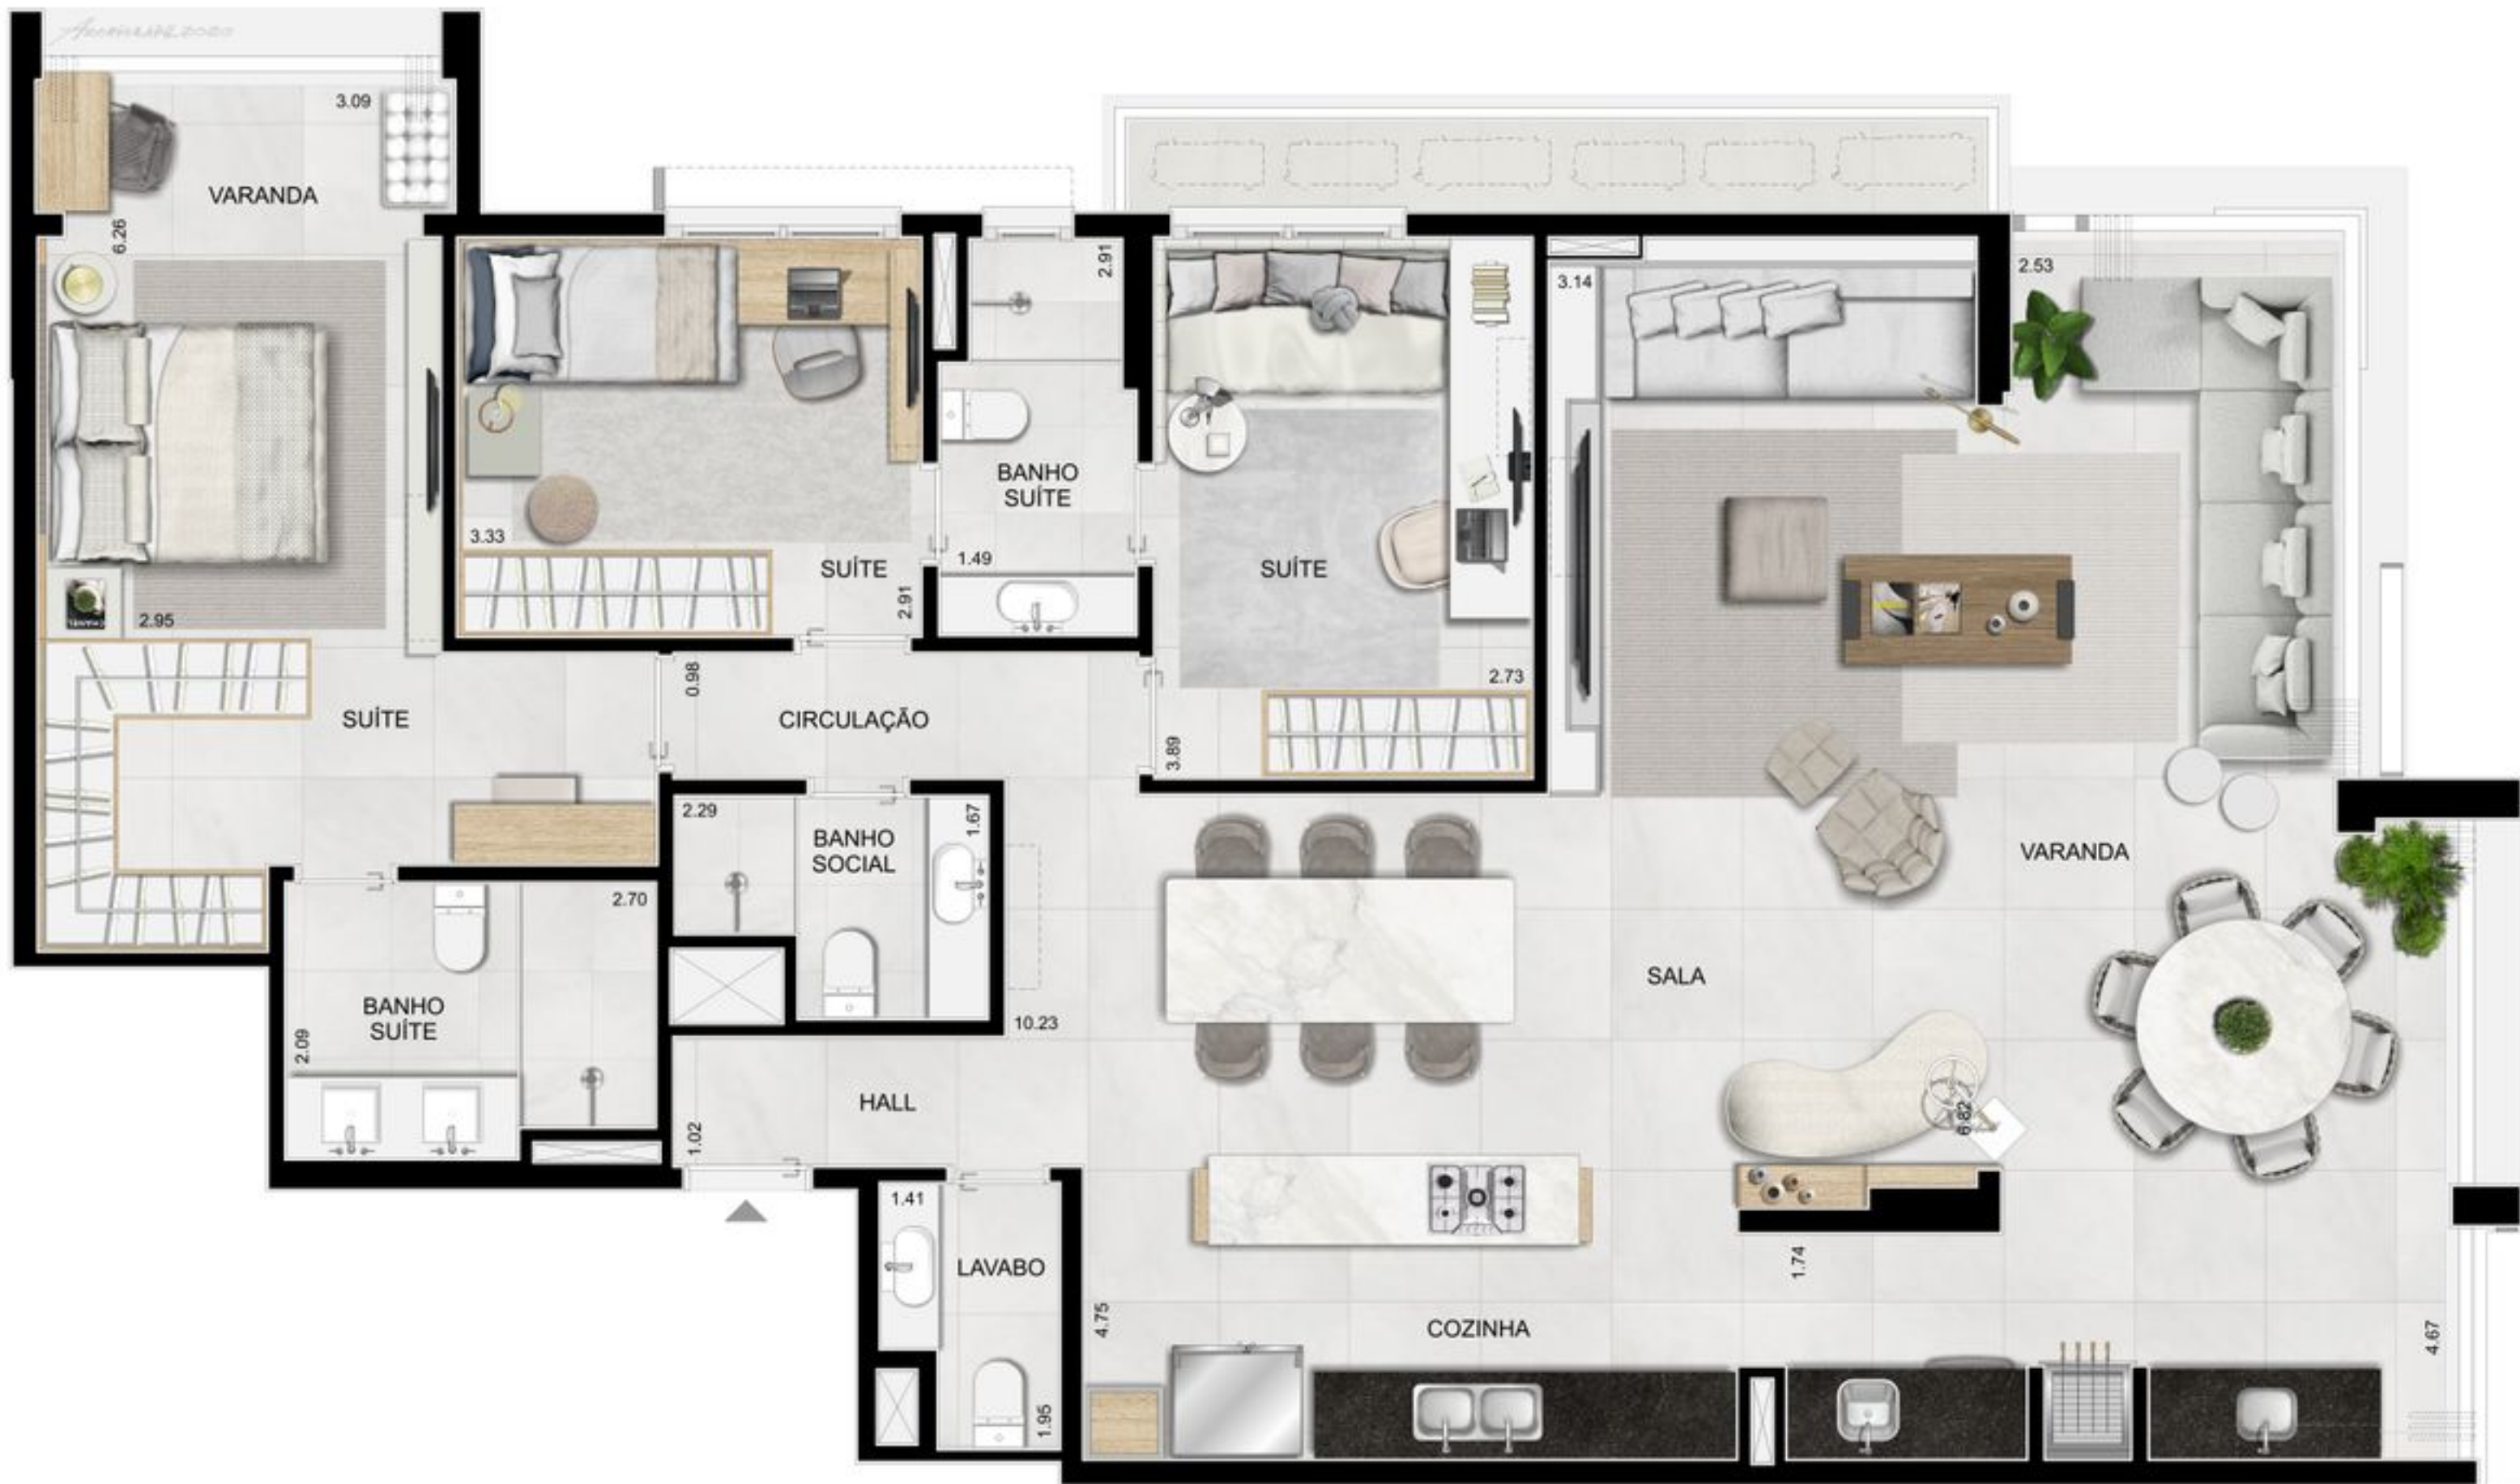 3.09
VARANDA
6.26
2.95
SUÍTE
3.33
SUÍTE
2.91
2.91
BANHO
SUÍTE
1.49
SUÍTE
2.73
3.89
3.14
2.53
0.98
CIRCULAÇÃO
2.29
BANHO
SOCIAL
1.67
2.70
BANHO
SUÍTE
2.09
10.23
HALL
1.02
SALA
VARANDA
6.82
1.41
LAVABO
1.95
4.75
COZINHA
1.74
4.67